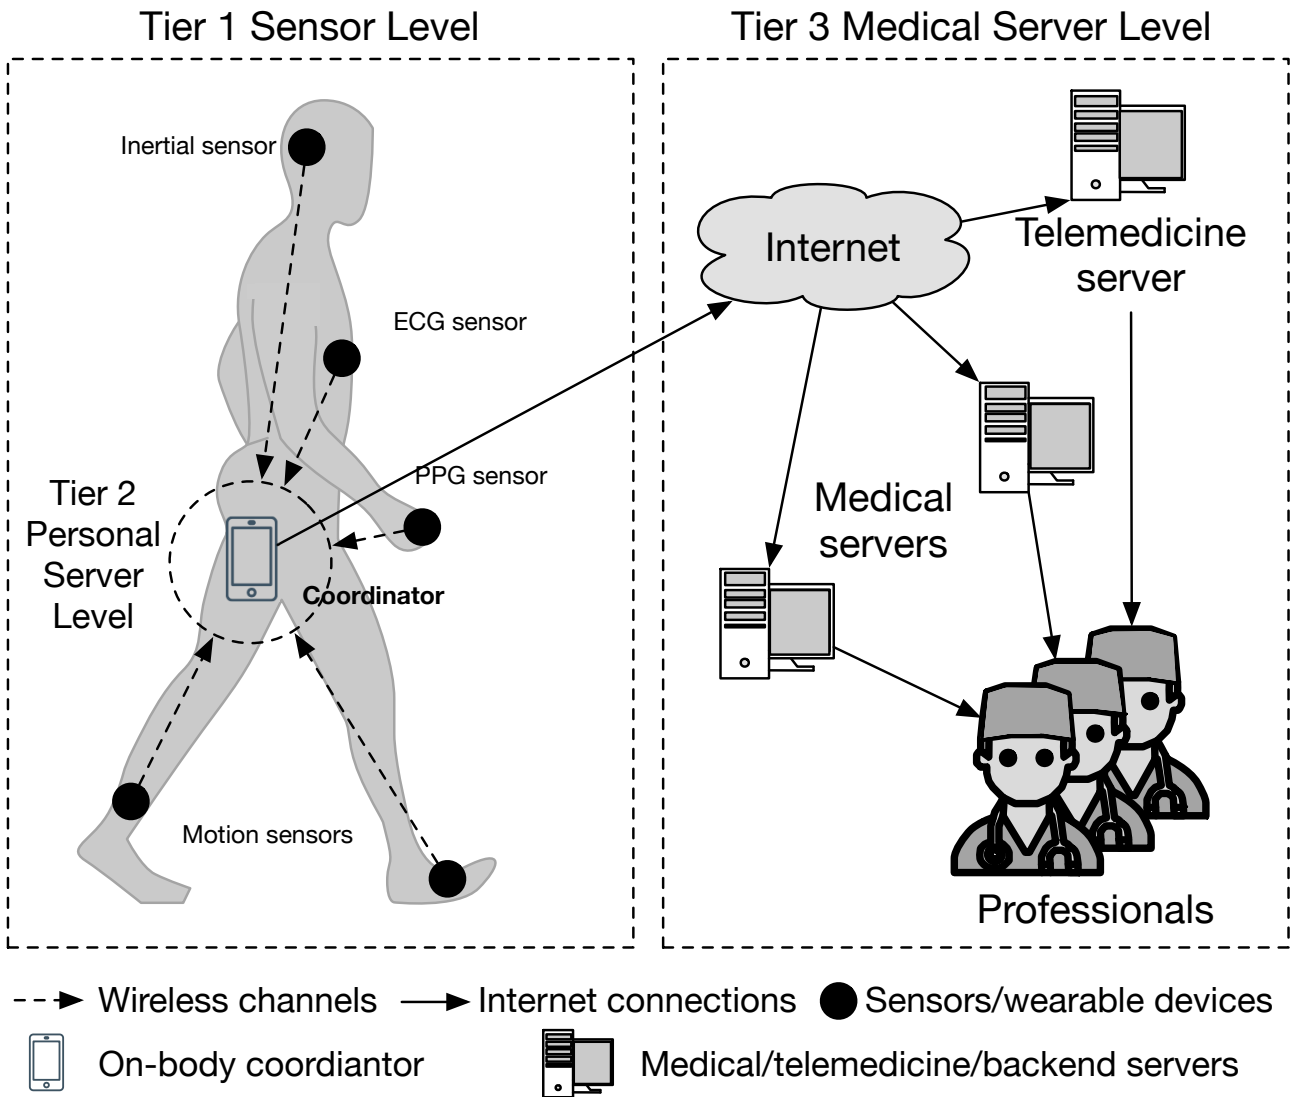 Tier 1 Sensor Level
Tier 3 Medical Server Level
Inertial sensor
ECG sensor
PPG sensor
Tier 2
Personal
Server
Level
Coordinator
Motion sensors
Internet
Telemedicine
server
Medical
servers
Professionals
Wireless channels
Internet connections
Sensors/wearable devices
On-body coordiantor
Medical/telemedicine/backend servers